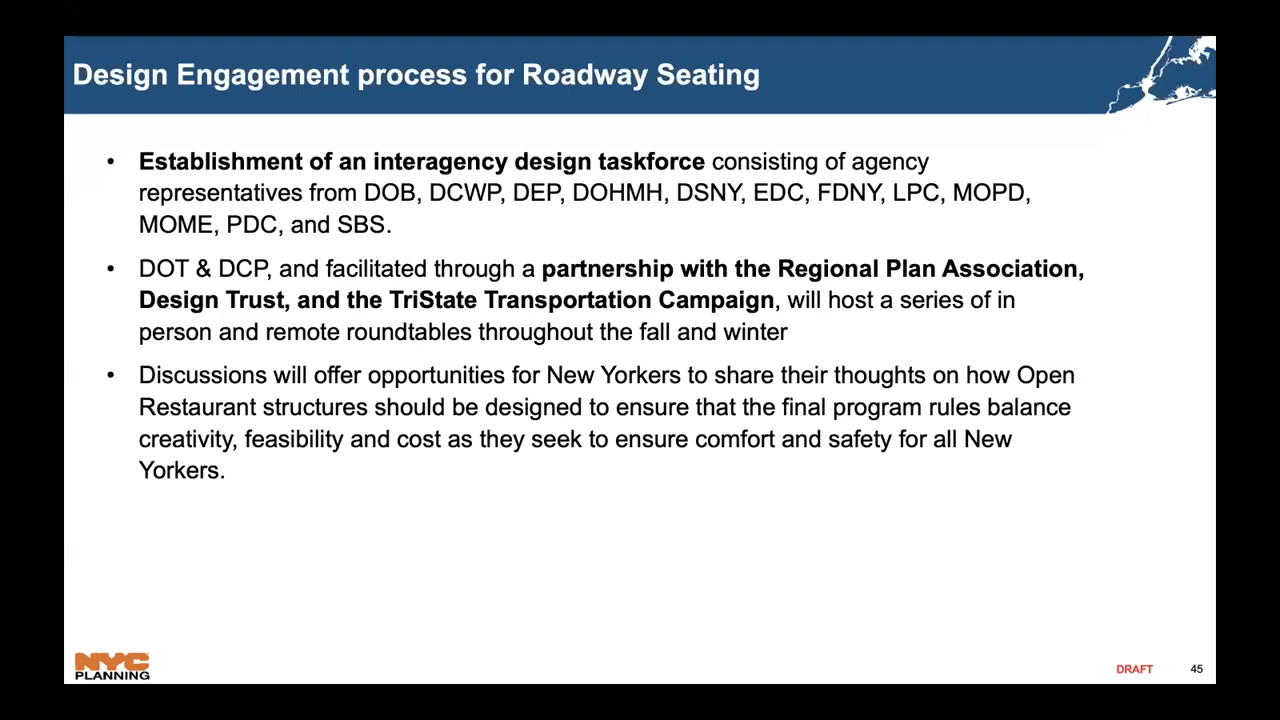 Design Engagement process for Roadway Seating
• Establishment of an interagency design taskforce consisting of agency
representatives from DOB, DCWP, DEP, DOHMH, DSNY, EDC, FDNY, LPC, MOPD,
MOME, PDC, and SBS.
• DOT & DCP, and facilitated through a partnership with the Regional Plan Association,
Design Trust, and the TriState Transportation Campaign, will host a series of in
person and remote roundtables throughout the fall and winter
• Discussions will offer opportunities for New Yorkers to share their thoughts on how Open
Restaurant structures should be designed to ensure that the final program rules balance
creativity, feasibility and cost as they seek to ensure comfort and safety for all New
Yorkers.
NYC
PLANNING
DRAFT 45